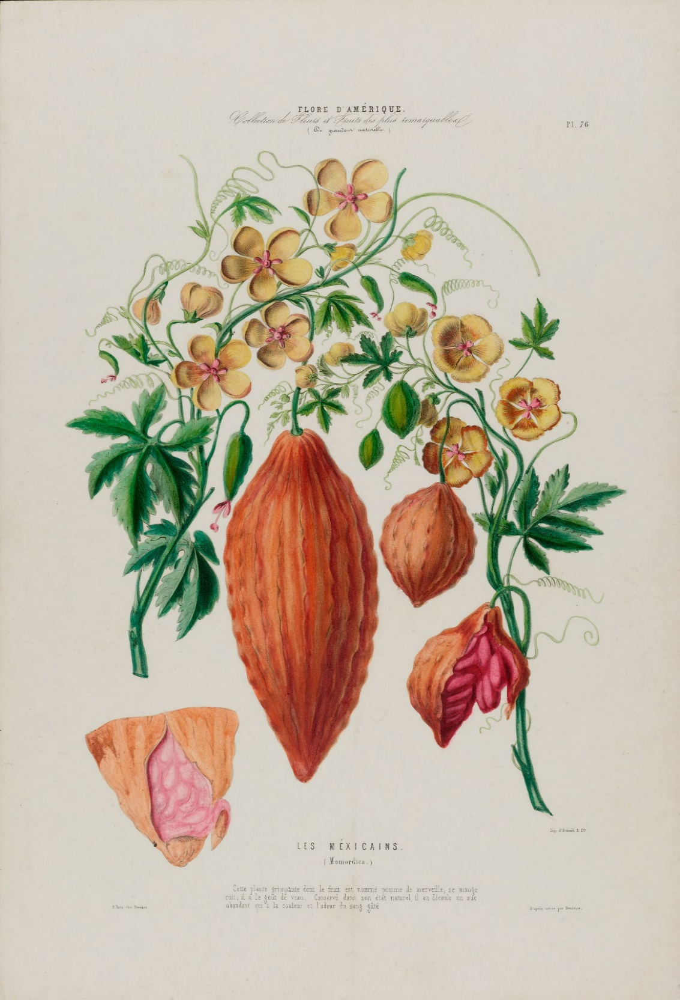 FLORE D'AMÉRIQUE.
Collection de Fleurs et Fruits des plus remarquables
(De grandeur naturelle.)
Pl. 76
Imp. d'Aubert & Cie
LES MÉXICAINS.
(Momordica.)
Cette plante grimpante dont le fruit est nommé pomme de merveille, se mange
cuit; il a le goût de veau. Conservé dans son état naturel, il en découle un suc
abondant qui a la couleur et l'odeur du sang gâté
A Paris chez Denisse
D'après nature par Denisse.